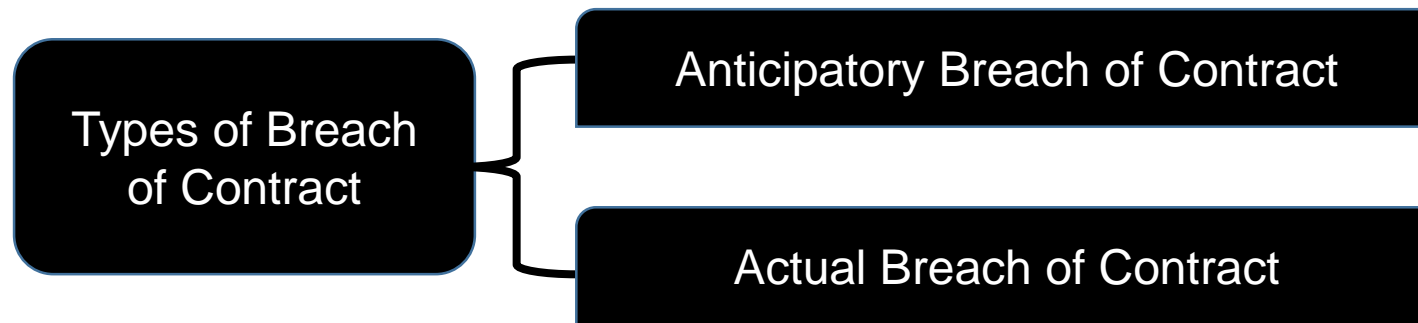 Types of Breach
of Contract
Anticipatory Breach of Contract
Actual Breach of Contract